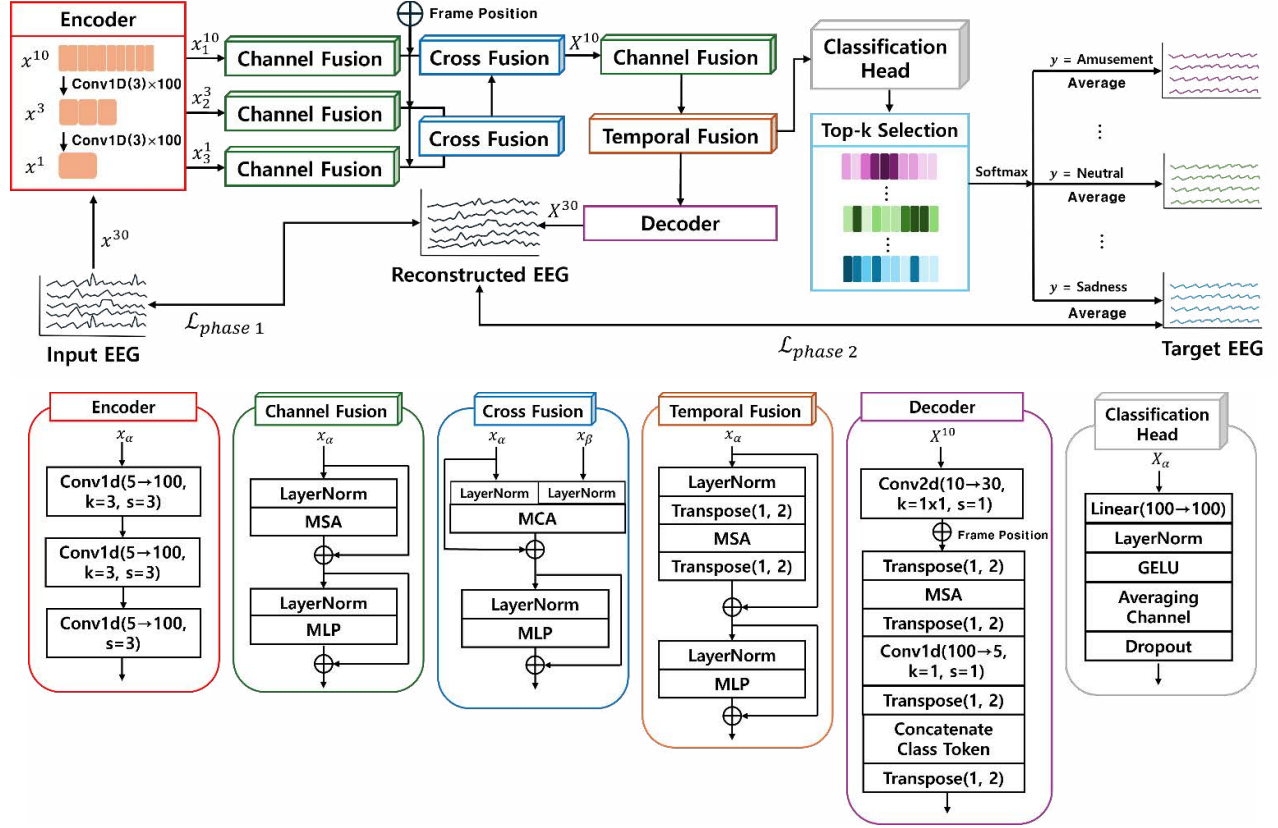 Encoder
x^10
Conv1D(3)×100
x^3
Conv1D(3)×100
x^1
x^10_1
x^3_2
x^1_3
Channel Fusion
Channel Fusion
Channel Fusion
Frame Position
Cross Fusion
Cross Fusion
X^10
Channel Fusion
Temporal Fusion
Decoder
X^30
Classification
Head
Top-k Selection
⋮
⋮
Softmax
y = Amusement
Average
⋮
y = Neutral
Average
⋮
y = Sadness
Average
Target EEG
x^30
Input EEG
Reconstructed EEG
ℒ_phase 1
ℒ_phase 2
Encoder
x_α
Conv1d(5→100,
k=3, s=3)
Conv1d(5→100,
k=3, s=3)
Conv1d(5→100,
s=3)
Channel Fusion
x_α
LayerNorm
MSA
LayerNorm
MLP
Cross Fusion
x_α
x_β
LayerNorm
LayerNorm
MCA
LayerNorm
MLP
Temporal Fusion
x_α
LayerNorm
Transpose(1, 2)
MSA
Transpose(1, 2)
LayerNorm
MLP
Decoder
X^10
Conv2d(10→30,
k=1x1, s=1)
Frame Position
Transpose(1, 2)
MSA
Transpose(1, 2)
Conv1d(100→5,
k=1, s=1)
Transpose(1, 2)
Concatenate
Class Token
Transpose(1, 2)
Classification
Head
X_α
Linear(100→100)
LayerNorm
GELU
Averaging
Channel
Dropout